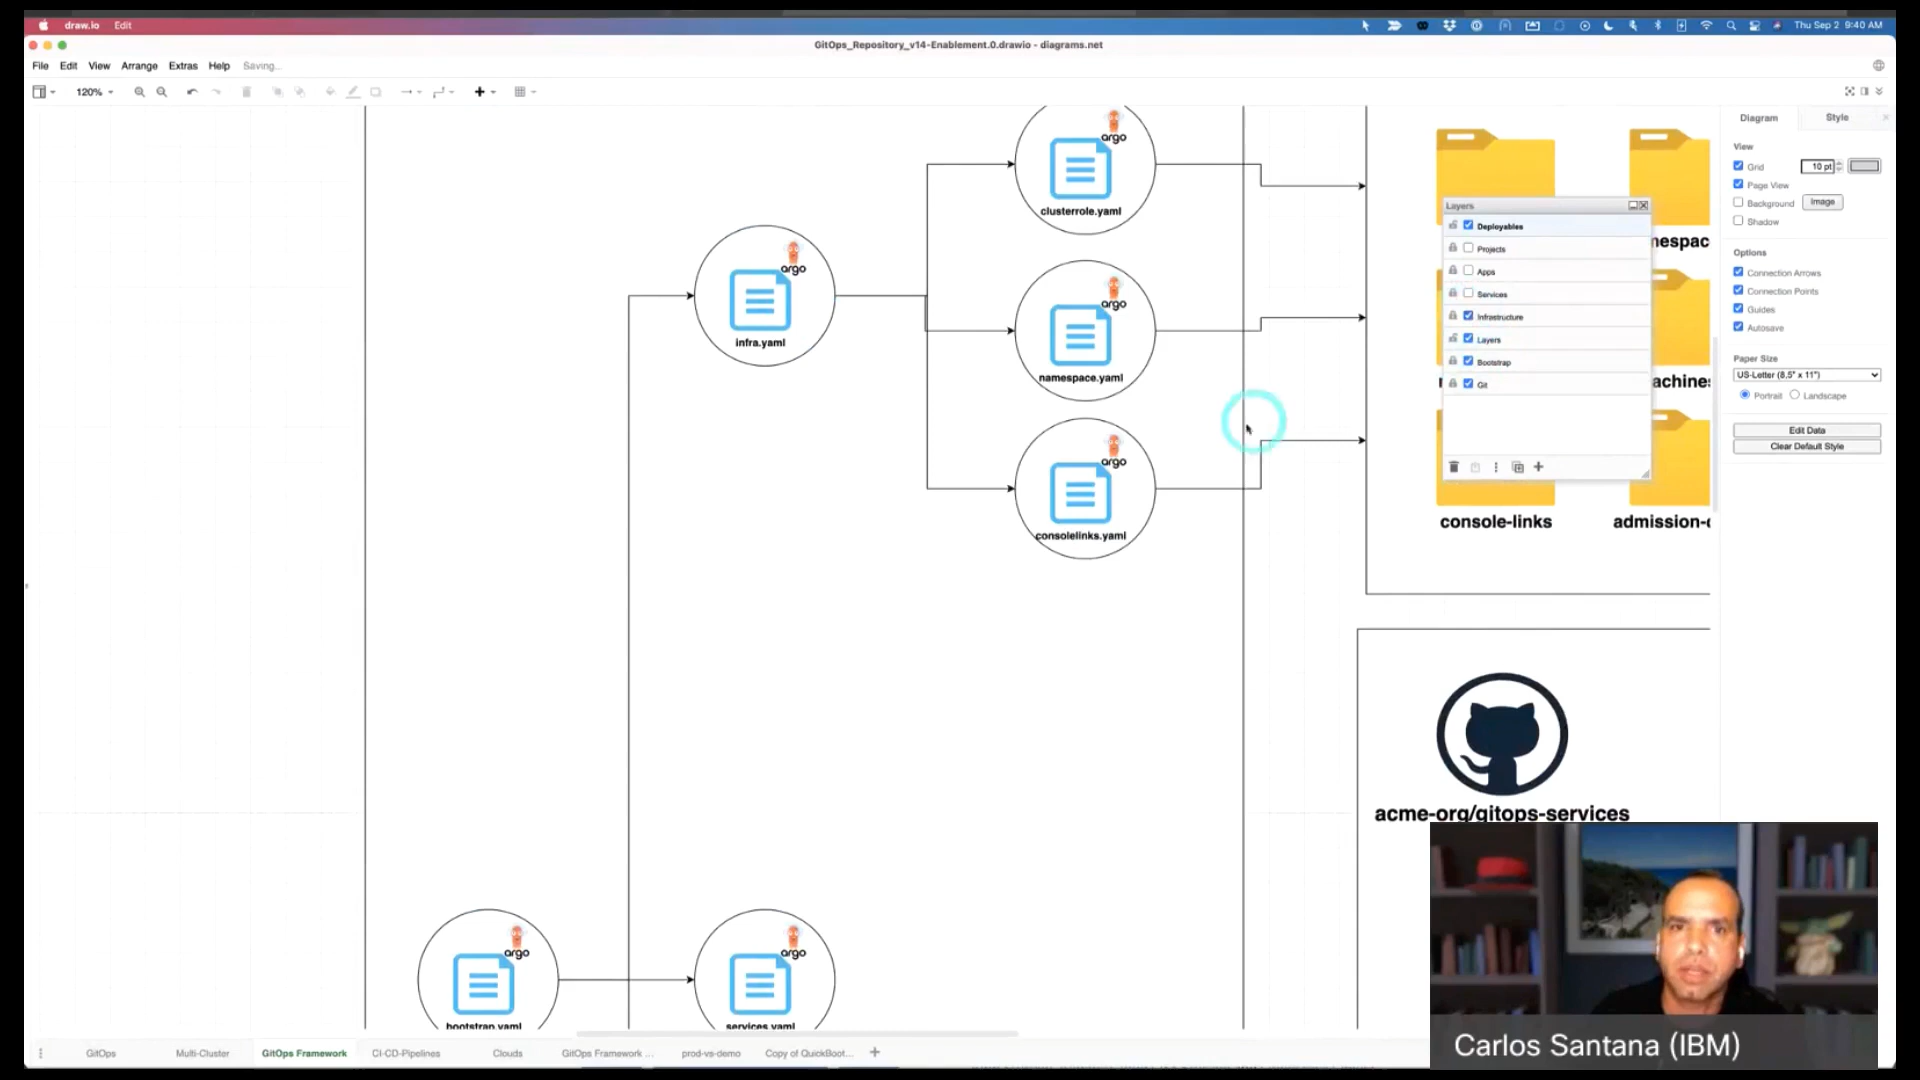 draw.io Edit
Thu Sep 2 9:40 AM
GitOps_Repository_v14-Enablement.0.drawio - diagrams.net
File Edit View Arrange Extras Help Saving...
120%
Diagram Style
View
Grid 10 pt
Page View
Background Image
Shadow
Options
Connection Arrows
Connection Points
Guides
Autosave
Paper Size
US-Letter (8,5" x 11")
Portrait Landscape
Edit Data
Clear Default Style
Layers
Deployables
Projects
Apps
Services
Infrastructure
Layers
Bootstrap
Git
argo
clusterrole.yaml
argo
infra.yaml
argo
namespace.yaml
argo
consolelinks.yaml
console-links
acme-org/gitops-services
argo
bootstrap.yaml
argo
services.yaml
GitOps Multi-Cluster GitOps Framework CI-CD-Pipelines Clouds GitOps Framework ... prod-vs-demo Copy of QuickBoot...
Carlos Santana (IBM)